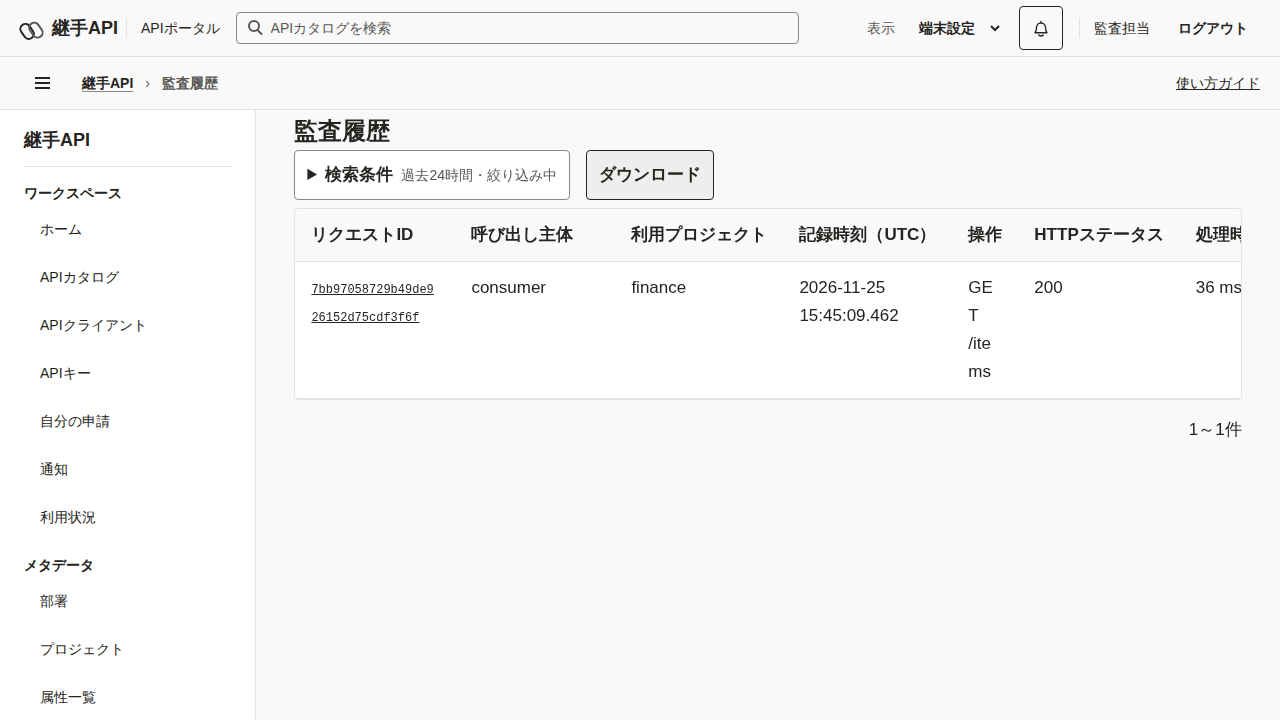 継手API
APIポータル
APIカタログを検索
表示
端末設定
監査担当
ログアウト
継手API › 監査履歴
使い方ガイド
継手API
ワークスペース
ホーム
APIカタログ
APIクライアント
APIキー
自分の申請
通知
利用状況
メタデータ
部署
プロジェクト
属性一覧
監査履歴
▶ 検索条件 過去24時間・絞り込み中
ダウンロード
リクエストID 呼び出し主体 利用プロジェクト 記録時刻（UTC） 操作 HTTPステータス 処理時
7bb97058729b49de9 consumer finance 2026-11-25 GE 200 36 ms
26152d75cdf3f6f 15:45:09.462 T
/ite
ms
1～1件